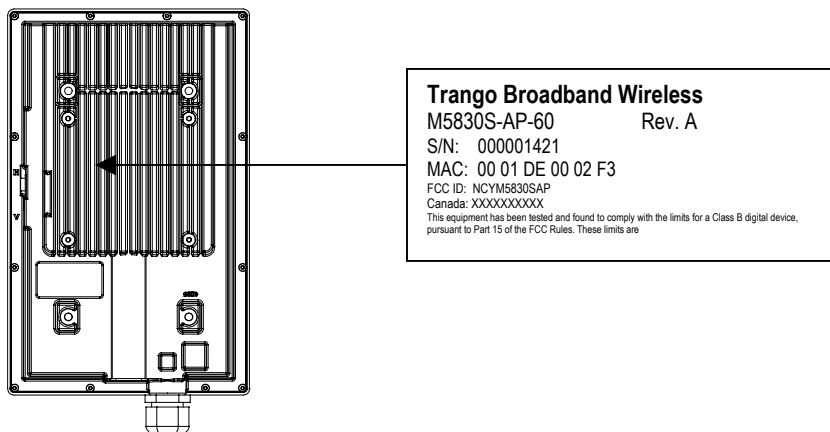 Trango Broadband Wireless
M5830S-AP-60 Rev. A
S/N: 000001421
MAC: 00 01 DE 00 02 F3
FCC ID: NCYM5830SAP
Canada: XXXXXXXXXX
This equipment has been tested and found to comply with the limits for a Class B digital device,
pursuant to Part 15 of the FCC Rules. These limits are
H
V